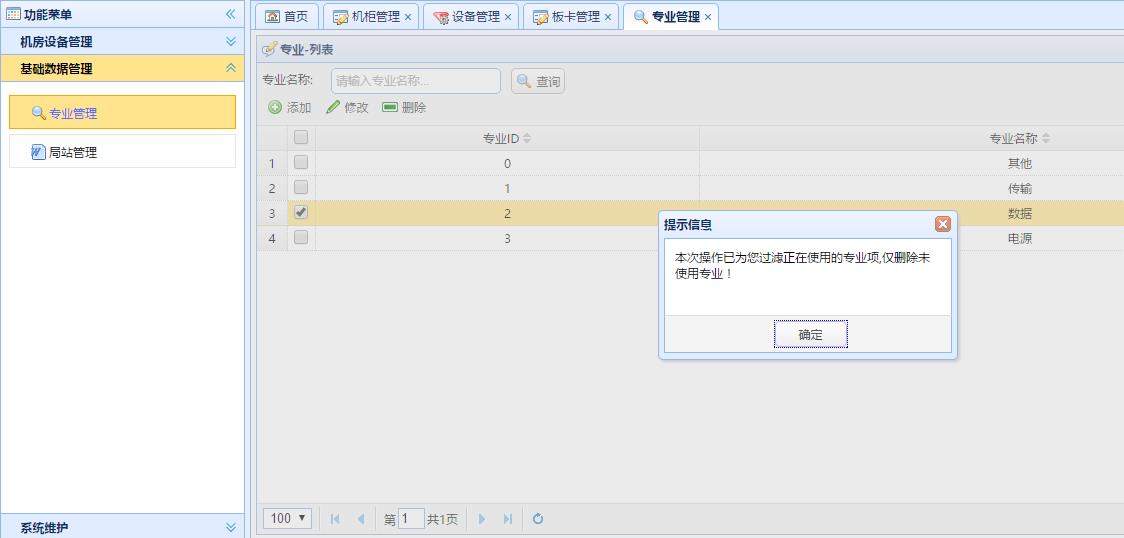 功能菜单
机房设备管理
基础数据管理
专业管理
局站管理
系统维护
首页 机柜管理 设备管理 板卡管理 专业管理
专业-列表
专业名称: 请输入专业名称... 查询
添加 修改 删除
专业ID 专业名称
1 0 其他
2 1 传输
3 2 数据
4 3 电源
提示信息
本次操作已为您过滤正在使用的专业项,仅删除未
使用专业！
确定
100 第 1 共1页